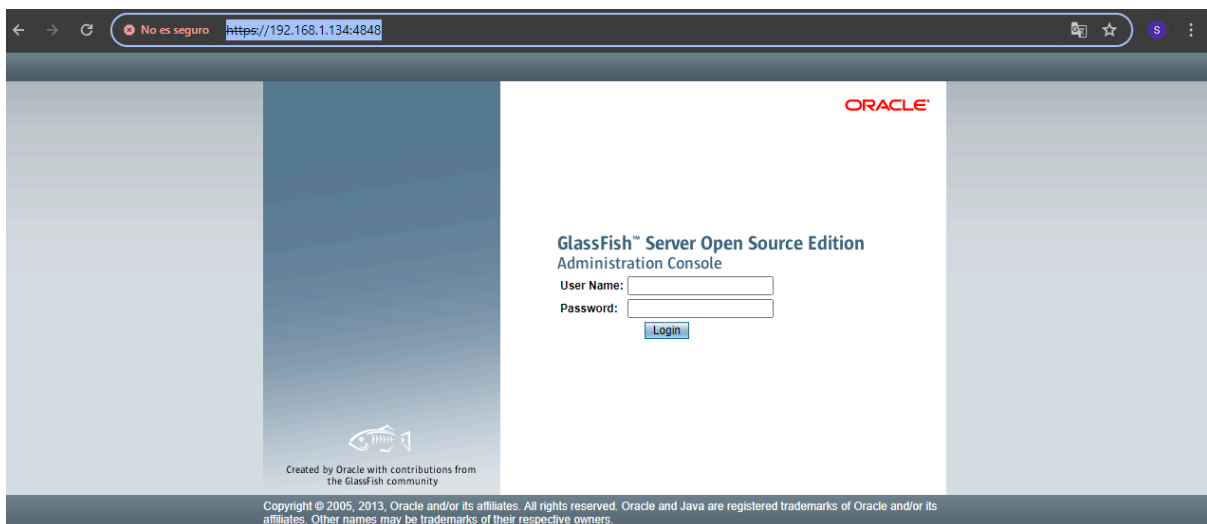 No es seguro https://192.168.1.134:4848 S
ORACLE
GlassFish™ Server Open Source Edition
Administration Console
User Name:
Password:
Login
Created by Oracle with contributions from
the GlassFish community
Copyright © 2005, 2013, Oracle and/or its affiliates. All rights reserved. Oracle and Java are registered trademarks of Oracle and/or its
affiliates. Other names may be trademarks of their respective owners.